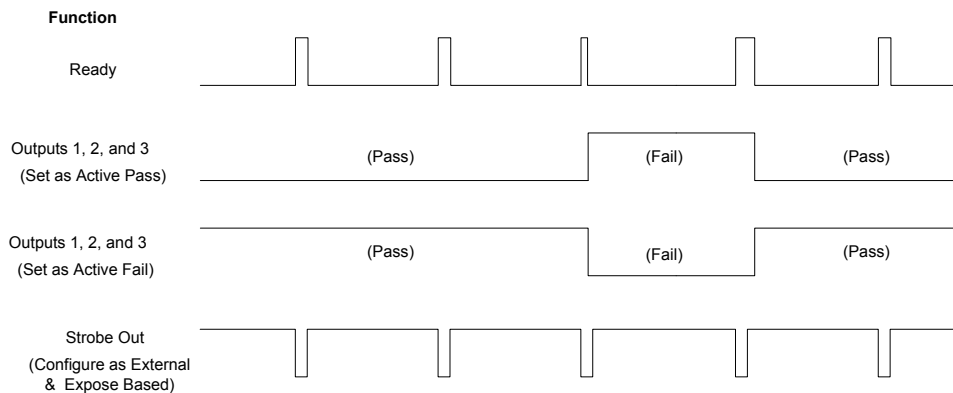 Function
Ready
Outputs 1, 2, and 3
(Set as Active Pass)
(Pass)
(Fail)
(Pass)
Outputs 1, 2, and 3
(Set as Active Fail)
(Pass)
(Fail)
(Pass)
Strobe Out
(Configure as External
& Expose Based)